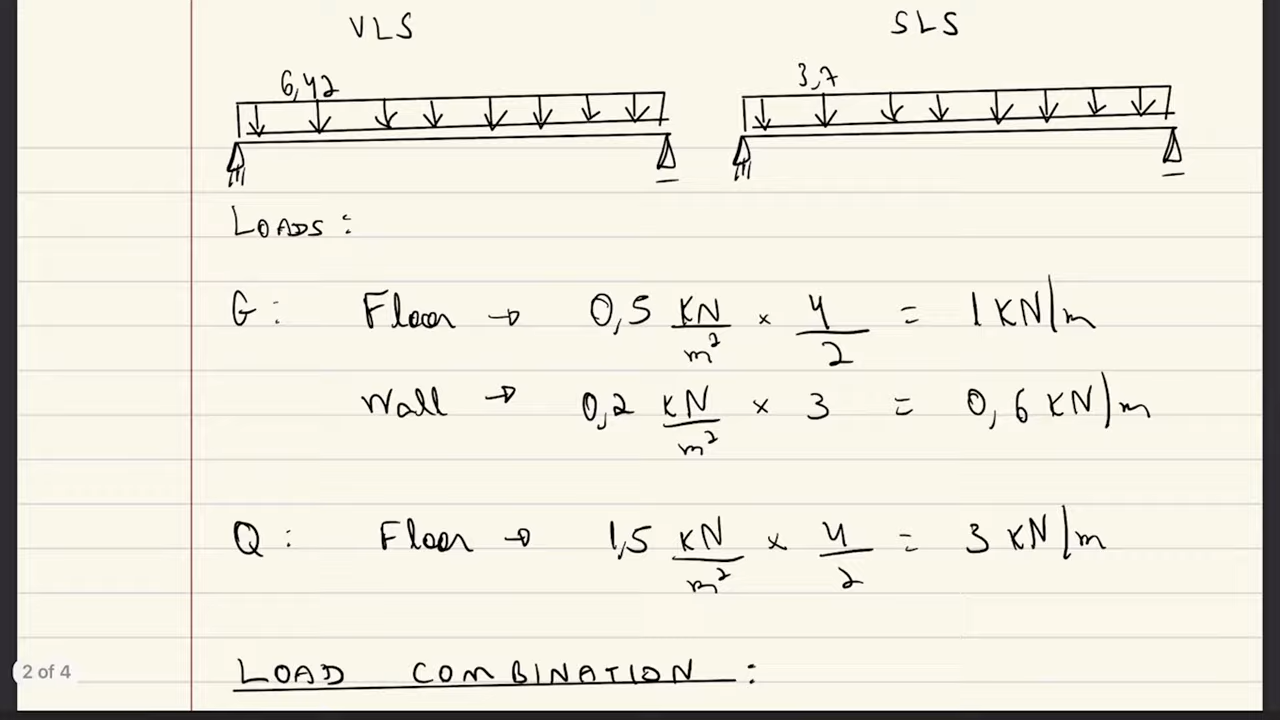 VLS SLS
6,42 3,7
LOADS:
G: Floor → 0,5 KN/m² × 4/2 = 1 KN/m
Wall → 0,2 KN/m² × 3 = 0,6 KN/m
Q: Floor → 1,5 KN/m² × 4/2 = 3 KN/m
LOAD COMBINATION:
2 of 4